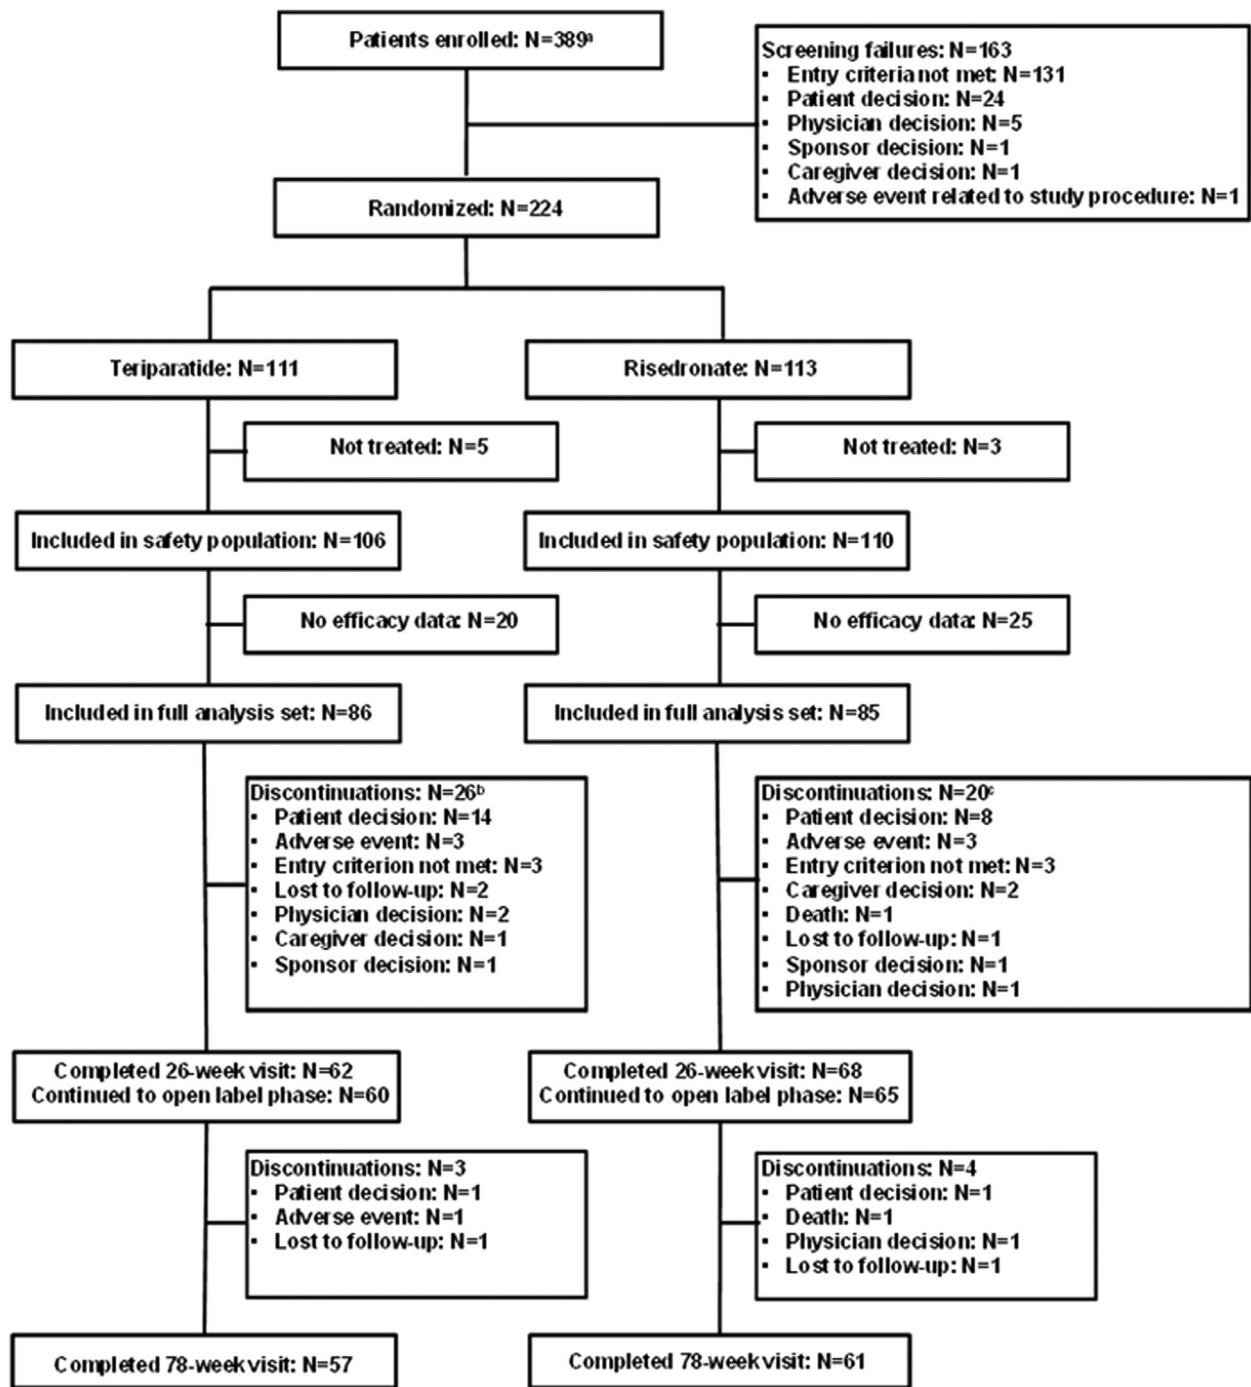 Patients enrolled: N=389ᵃ
Screening failures: N=163
▪ Entry criteria not met: N=131
▪ Patient decision: N=24
▪ Physician decision: N=5
▪ Sponsor decision: N=1
▪ Caregiver decision: N=1
▪ Adverse event related to study procedure: N=1
Randomized: N=224
Teriparatide: N=111
Risedronate: N=113
Not treated: N=5
Not treated: N=3
Included in safety population: N=106
Included in safety population: N=110
No efficacy data: N=20
No efficacy data: N=25
Included in full analysis set: N=86
Included in full analysis set: N=85
Discontinuations: N=26ᵇ
▪ Patient decision: N=14
▪ Adverse event: N=3
▪ Entry criterion not met: N=3
▪ Lost to follow-up: N=2
▪ Physician decision: N=2
▪ Caregiver decision: N=1
▪ Sponsor decision: N=1
Discontinuations: N=20ᶜ
▪ Patient decision: N=8
▪ Adverse event: N=3
▪ Entry criterion not met: N=3
▪ Caregiver decision: N=2
▪ Death: N=1
▪ Lost to follow-up: N=1
▪ Sponsor decision: N=1
▪ Physician decision: N=1
Completed 26-week visit: N=62
Continued to open label phase: N=60
Completed 26-week visit: N=68
Continued to open label phase: N=65
Discontinuations: N=3
▪ Patient decision: N=1
▪ Adverse event: N=1
▪ Lost to follow-up: N=1
Discontinuations: N=4
▪ Patient decision: N=1
▪ Death: N=1
▪ Physician decision: N=1
▪ Lost to follow-up: N=1
Completed 78-week visit: N=57
Completed 78-week visit: N=61